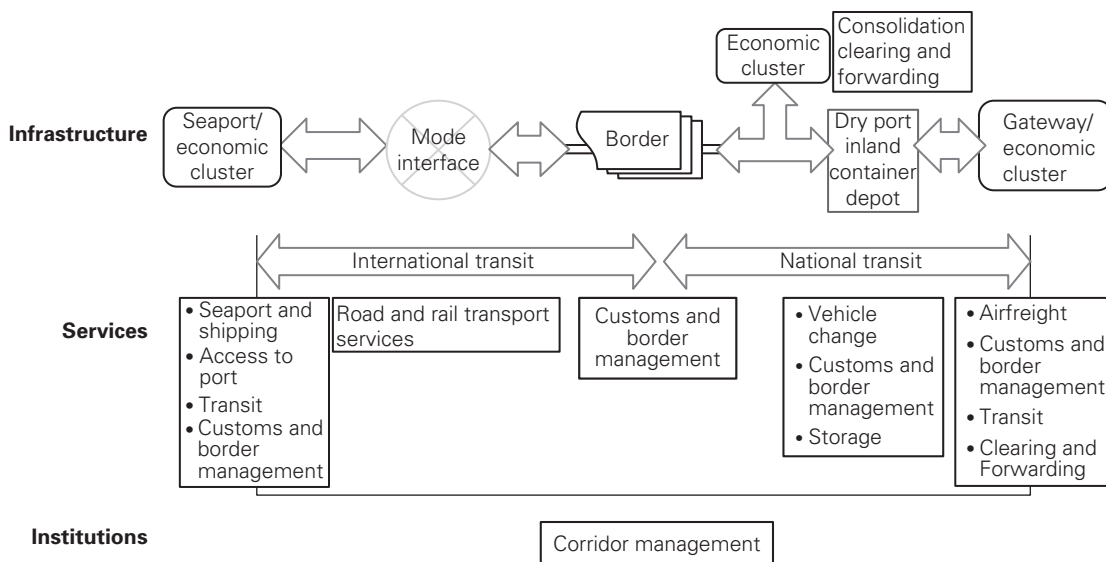 Infrastructure
Seaport/
economic
cluster
Mode
interface
Border
Economic
cluster
Consolidation
clearing and
forwarding
Dry port
inland
container
depot
Gateway/
economic
cluster
International transit
National transit
Services
• Seaport and
shipping
• Access to
port
• Transit
• Customs and
border
management
Road and rail transport
services
Customs and
border
management
• Vehicle
change
• Customs and
border
management
• Storage
• Airfreight
• Customs and
border
management
• Transit
• Clearing and
Forwarding
Institutions
Corridor management